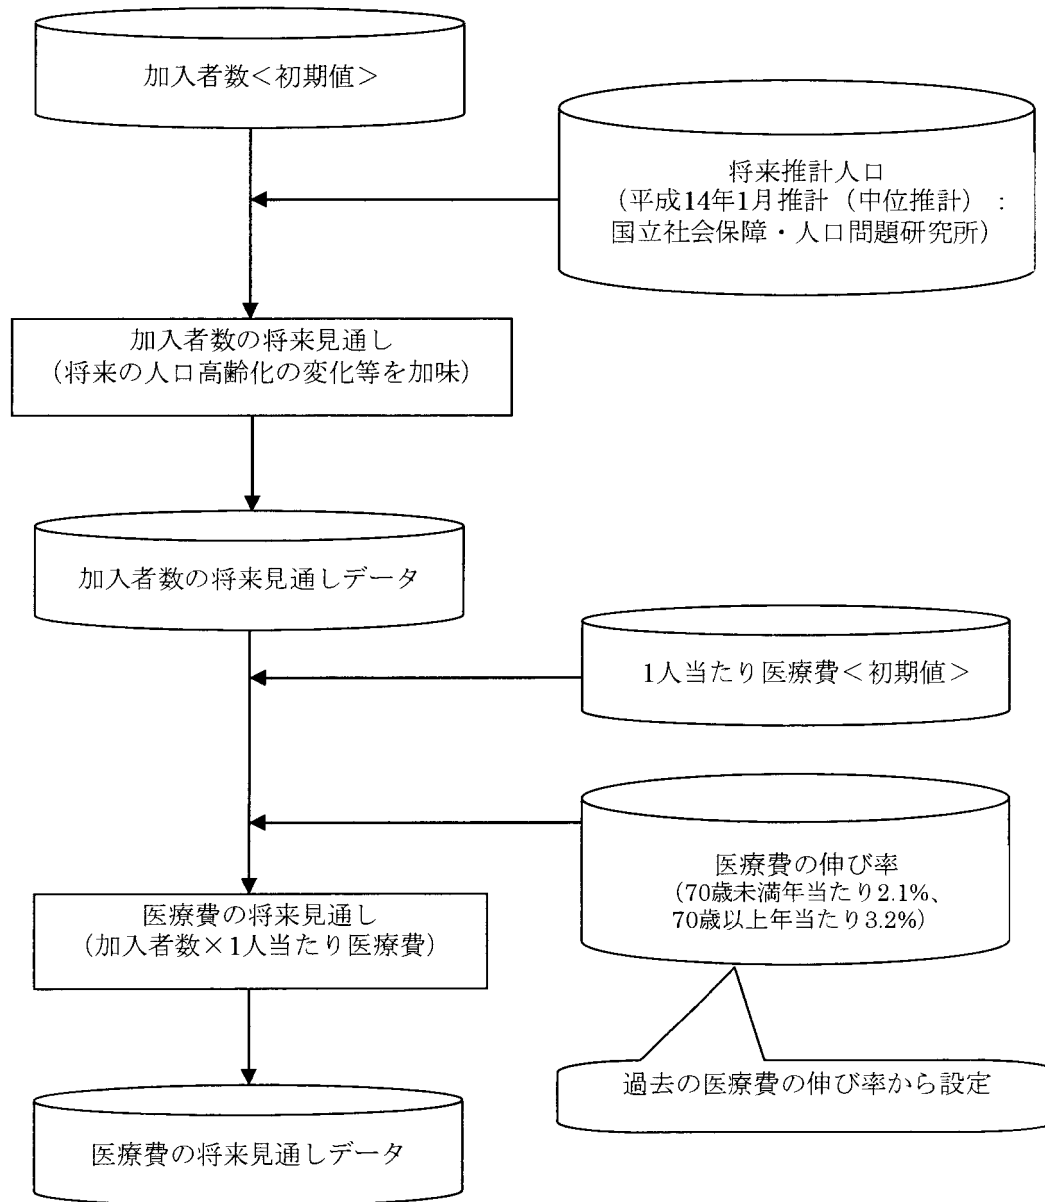 加入者数＜初期値＞
将来推計人口
（平成14年1月推計（中位推計）：
国立社会保障・人口問題研究所）
加入者数の将来見通し
（将来の人口高齢化の変化等を加味）
加入者数の将来見通しデータ
1人当たり医療費＜初期値＞
医療費の伸び率
（70歳未満年当たり2.1%、
70歳以上年当たり3.2%）
医療費の将来見通し
（加入者数×1人当たり医療費）
過去の医療費の伸び率から設定
医療費の将来見通しデータ